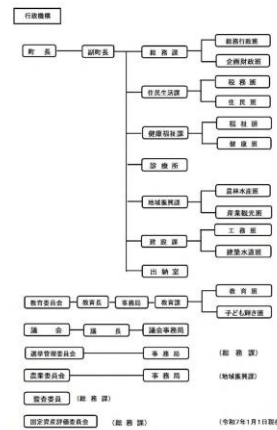 行政機構
町 長 副町長 総務課 総務行政班
企画財政班
住民生活課 税務班
住民班
健康福祉課 福祉班
健康班
診療所
地域振興課 農林水産班
産業観光班
建設課 工務班
建築水道班
出納室
教育委員会 教育長 事務局 教育課 教育班
子ども輝き班
議 会 議 長 議会事務局
選挙管理委員会 事務局 (総務課)
農業委員会 事務局 (地域振興課)
監査委員 (総務課)
固定資産評価委員会 (総務課) (令和7年1月1日現在